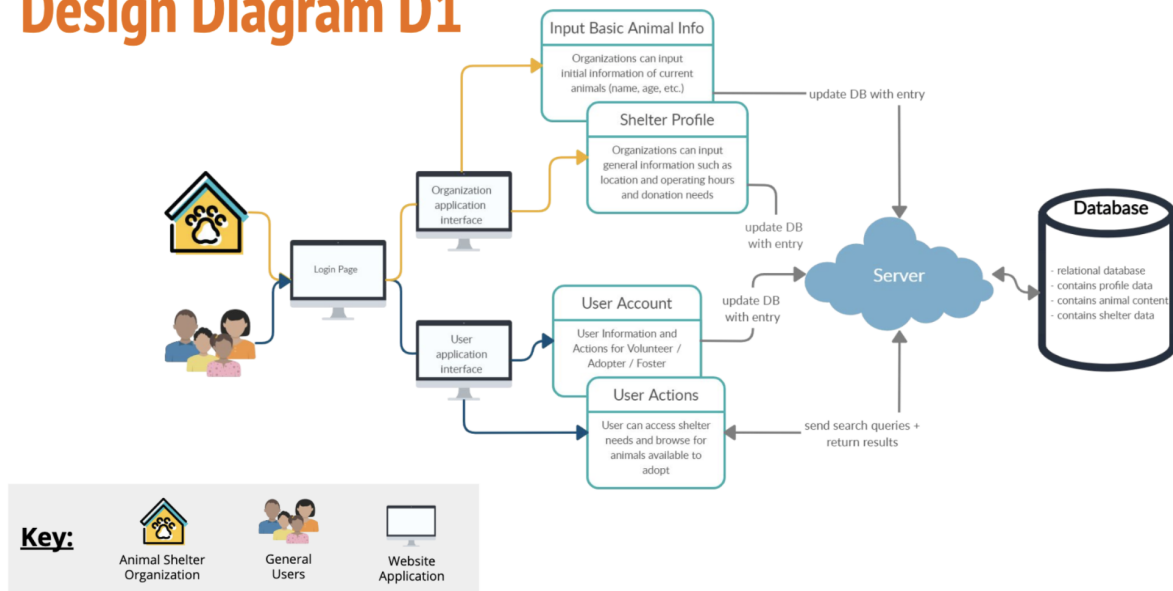 Design Diagram D1
Input Basic Animal Info
Organizations can input
initial information of current
animals (name, age, etc.)
update DB with entry
Shelter Profile
Organizations can input
general information such as
location and operating hours
and donation needs
update DB
with entry
Organization
application
interface
Login Page
User
application
interface
User Account
User Information and
Actions for Volunteer /
Adopter / Foster
update DB
with entry
User Actions
User can access shelter
needs and browse for
animals available to
adopt
send search queries +
return results
Server
Database
- relational database
- contains profile data
- contains animal content
- contains shelter data
Key:
Animal Shelter
Organization
General
Users
Website
Application